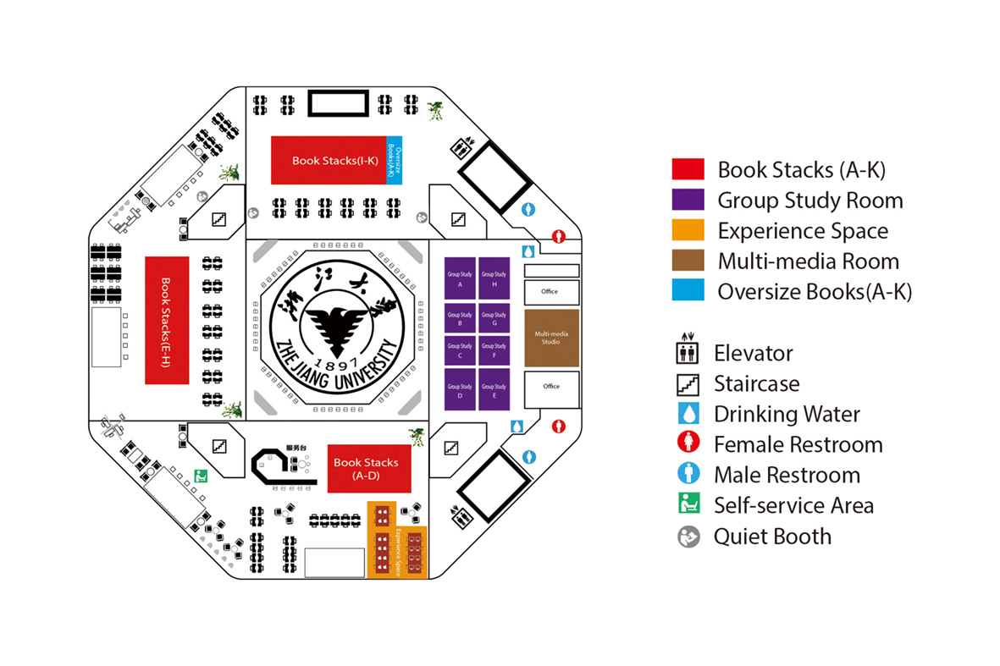 Book Stacks(I-K)
Oversize
Books(A-K)
Book Stacks(E-H)
浙江大学
1897
ZHEJIANG UNIVERSITY
Group Study
A
Group Study
H
Group Study
B
Group Study
G
Group Study
C
Group Study
F
Group Study
D
Group Study
E
Office
Multi-media
Studio
Office
服务台
Book Stacks
(A-D)
Experience Space
Book Stacks (A-K)
Group Study Room
Experience Space
Multi-media Room
Oversize Books(A-K)
Elevator
Staircase
Drinking Water
Female Restroom
Male Restroom
Self-service Area
Quiet Booth